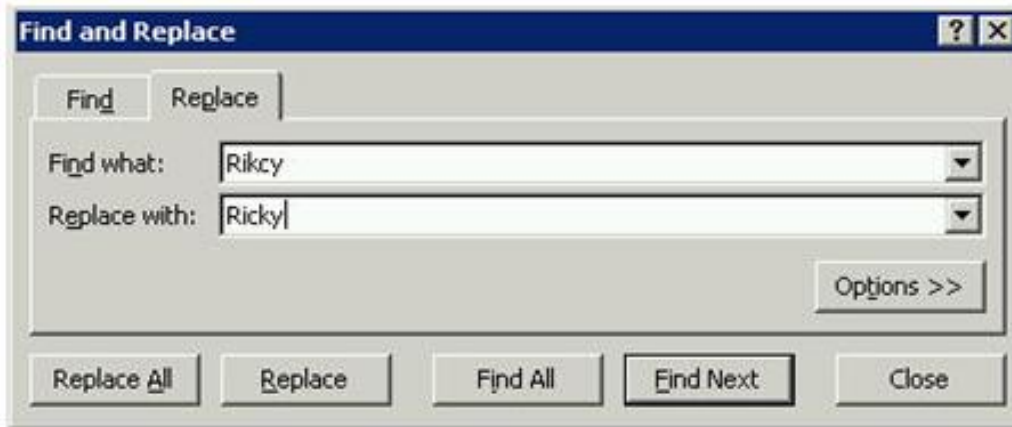 Find and Replace
Find Replace
Find what: Rikcy
Replace with: Ricky
Options >>
Replace All Replace Find All Find Next Close